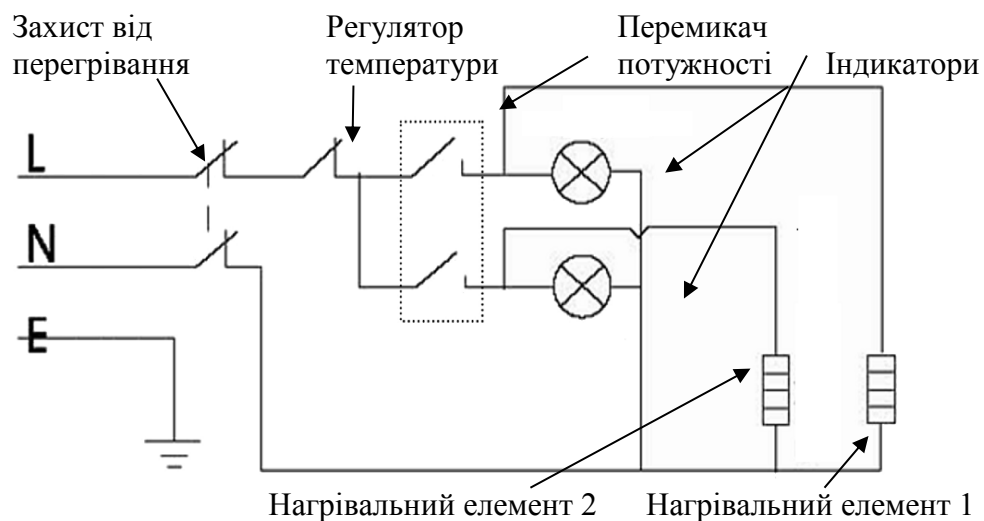 Захист від
перегрівання
Регулятор
температури
Перемикач
потужності
Індикатори
L
N
E
Нагрівальний елемент 2
Нагрівальний елемент 1